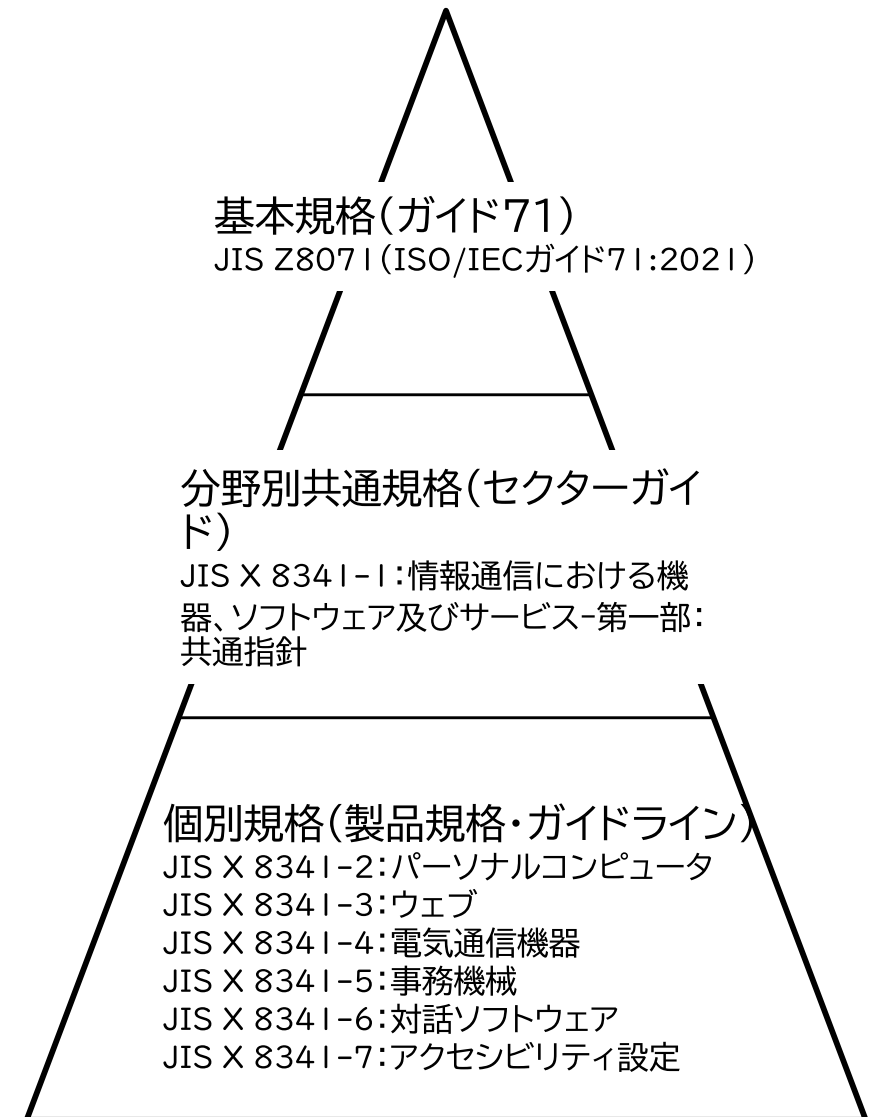 基本規格(ガイド71)
JIS Z8071(ISO/IECガイド71:2021)
分野別共通規格(セクターガイ
ド)
JIS X 8341-1:情報通信における機
器、ソフトウェア及びサービス-第一部:
共通指針
個別規格(製品規格・ガイドライン)
JIS X 8341-2:パーソナルコンピュータ
JIS X 8341-3:ウェブ
JIS X 8341-4:電気通信機器
JIS X 8341-5:事務機械
JIS X 8341-6:対話ソフトウェア
JIS X 8341-7:アクセシビリティ設定